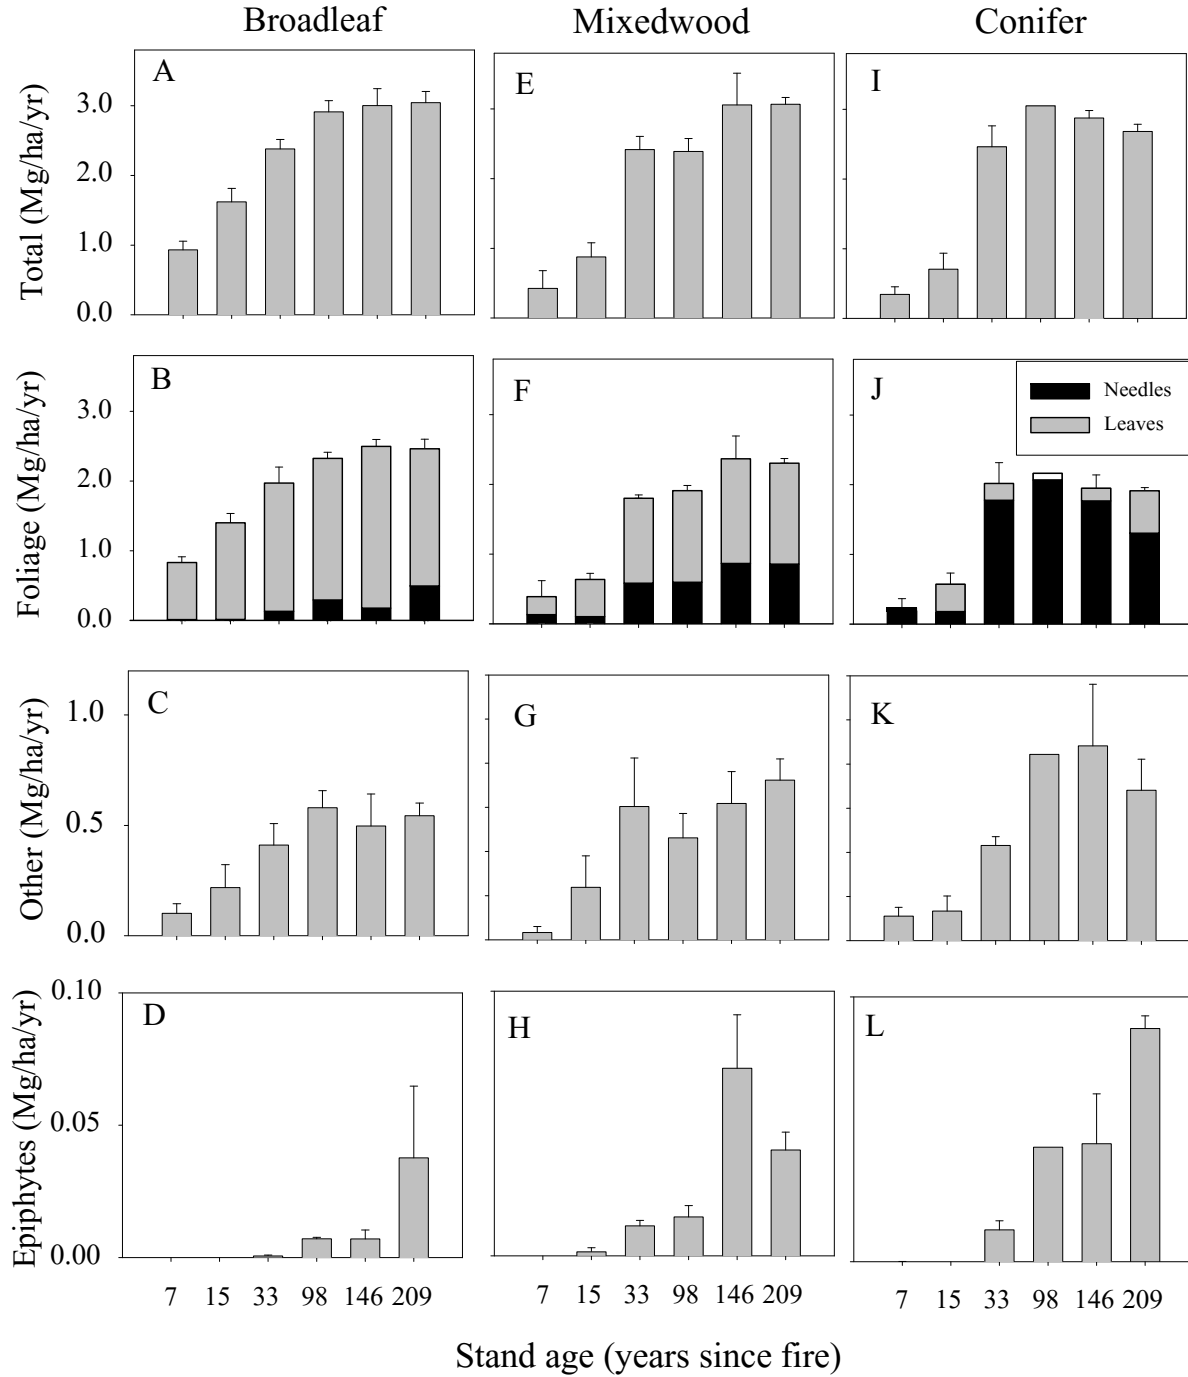 Broadleaf Mixedwood Conifer
Total (Mg/ha/yr)
3.0
2.0
1.0
0.0
A
E
I
Foliage (Mg/ha/yr)
3.0
2.0
1.0
0.0
B
F
J
Needles
Leaves
Other (Mg/ha/yr)
1.0
0.5
0.0
C
G
K
Epiphytes (Mg/ha/yr)
0.10
0.05
0.00
D
H
L
7 15 33 98 146 209
7 15 33 98 146 209
7 15 33 98 146 209
Stand age (years since fire)